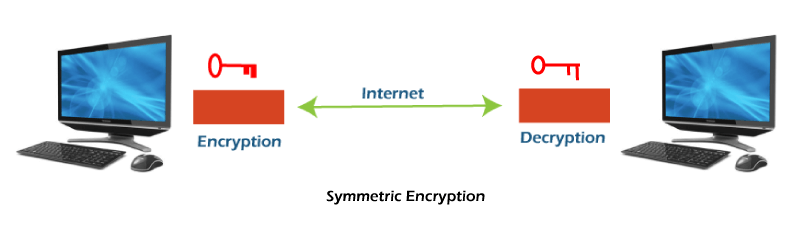 Internet
Encryption
Decryption
Symmetric Encryption